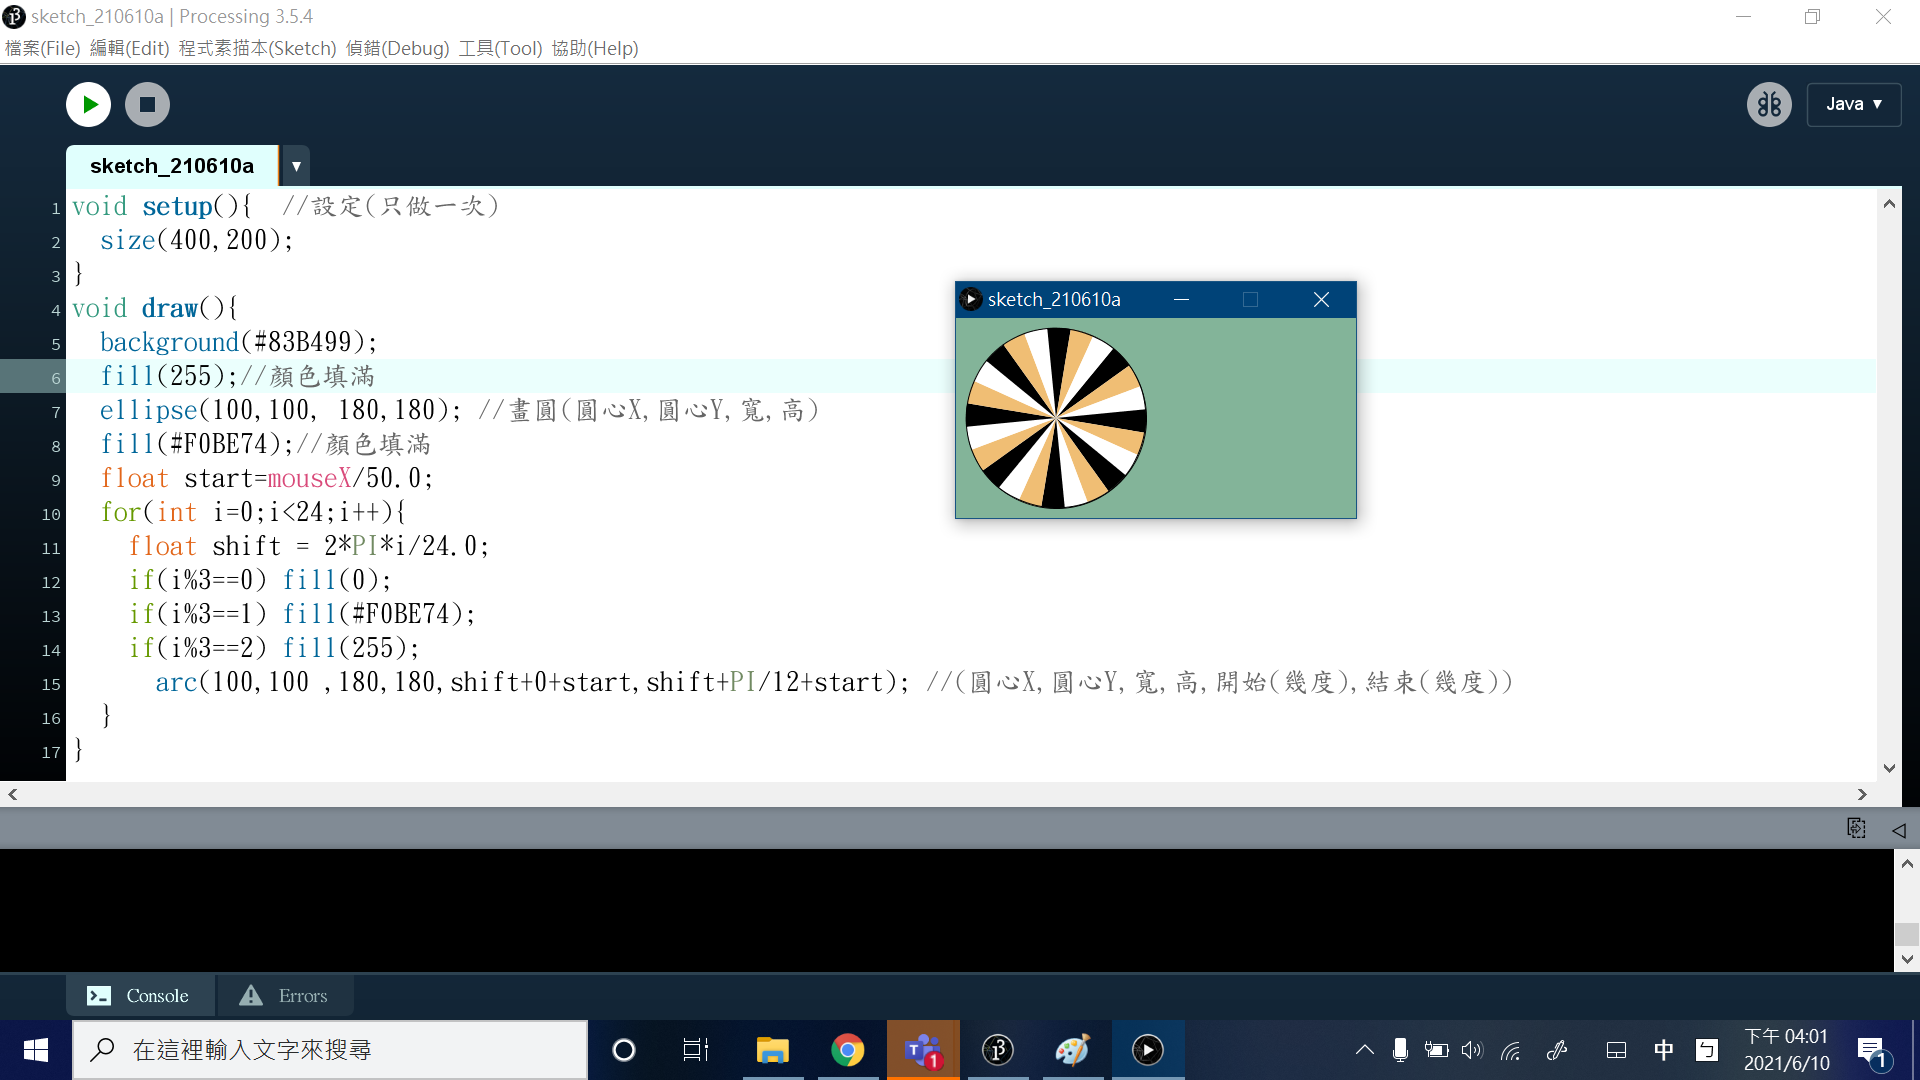 sketch_210610a | Processing 3.5.4
檔案(File) 編輯(Edit) 程式素描本(Sketch) 偵錯(Debug) 工具(Tool) 協助(Help)
Java ▼
sketch_210610a ▼
1 void setup(){  //設定(只做一次)
2   size(400,200);
3 }
4 void draw(){
5   background(#83B499);
6   fill(255);//顏色填滿
7   ellipse(100,100, 180,180); //畫圓(圓心X,圓心Y,寬,高)
8   fill(#F0BE74);//顏色填滿
9   float start=mouseX/50.0;
10   for(int i=0;i<24;i++){
11     float shift = 2*PI*i/24.0;
12     if(i%3==0) fill(0);
13     if(i%3==1) fill(#F0BE74);
14     if(i%3==2) fill(255);
15       arc(100,100 ,180,180,shift+0+start,shift+PI/12+start); //(圓心X,圓心Y,寬,高,開始(幾度),結束(幾度))
16   }
17 }
sketch_210610a
Console
Errors
在這裡輸入文字來搜尋
1
中
下午 04:01
2021/6/10
1